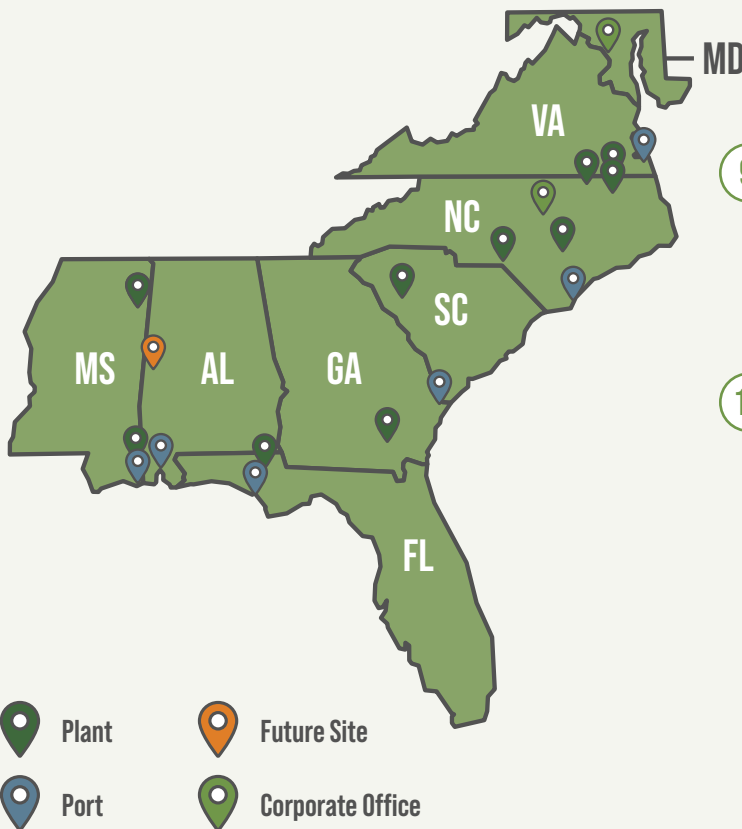 MD
VA
NC
SC
MS
AL
GA
FL
Plant
Future Site
Port
Corporate Office